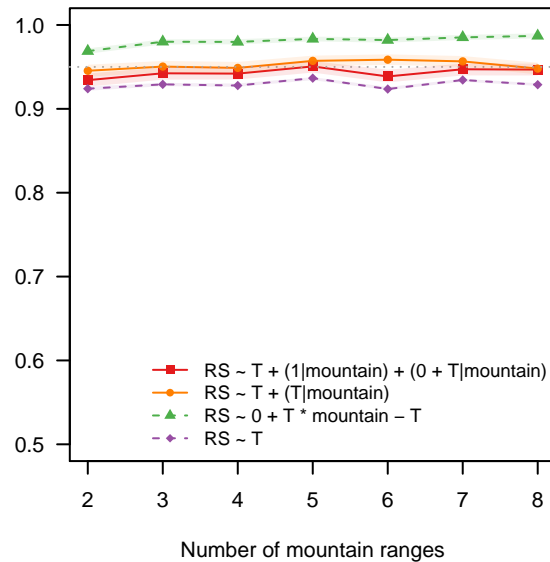 1.0
0.9
0.8
0.7
0.6
0.5
RS ~ T + (1|mountain) + (0 + T|mountain)
RS ~ T + (T|mountain)
RS ~ 0 + T * mountain − T
RS ~ T
2 3 4 5 6 7 8
Number of mountain ranges